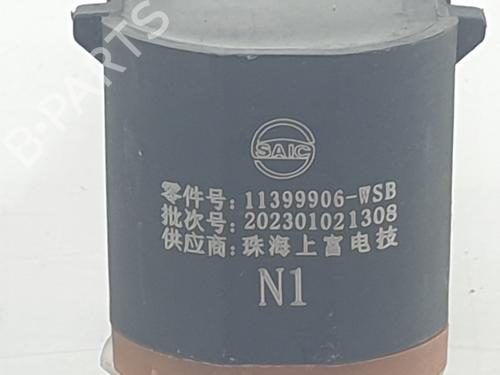 B-PARTS
SAIC
零件号: 11399906-WSB
批次号: 202301021308
供应商: 珠海上富电技
N1